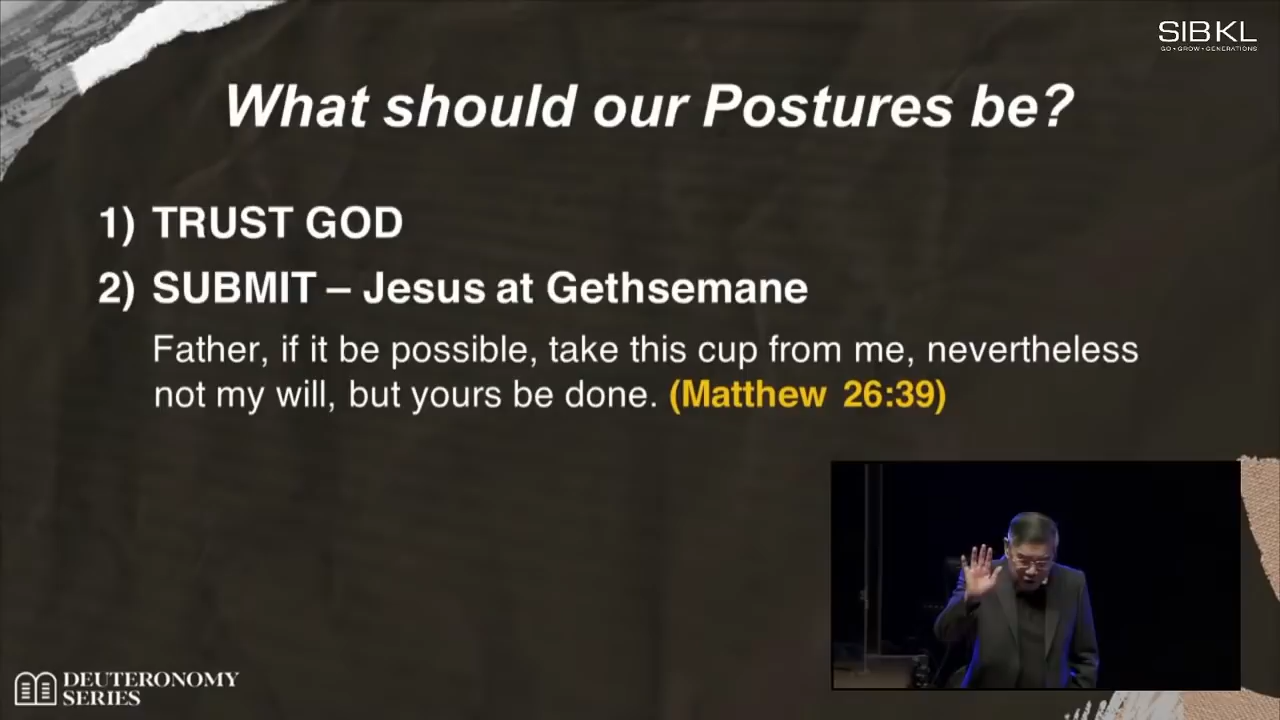 SIBKL
GO • GROW • GENERATIONS
What should our Postures be?
1) TRUST GOD
2) SUBMIT – Jesus at Gethsemane
Father, if it be possible, take this cup from me, nevertheless
not my will, but yours be done. (Matthew 26:39)
DEUTERONOMY
SERIES